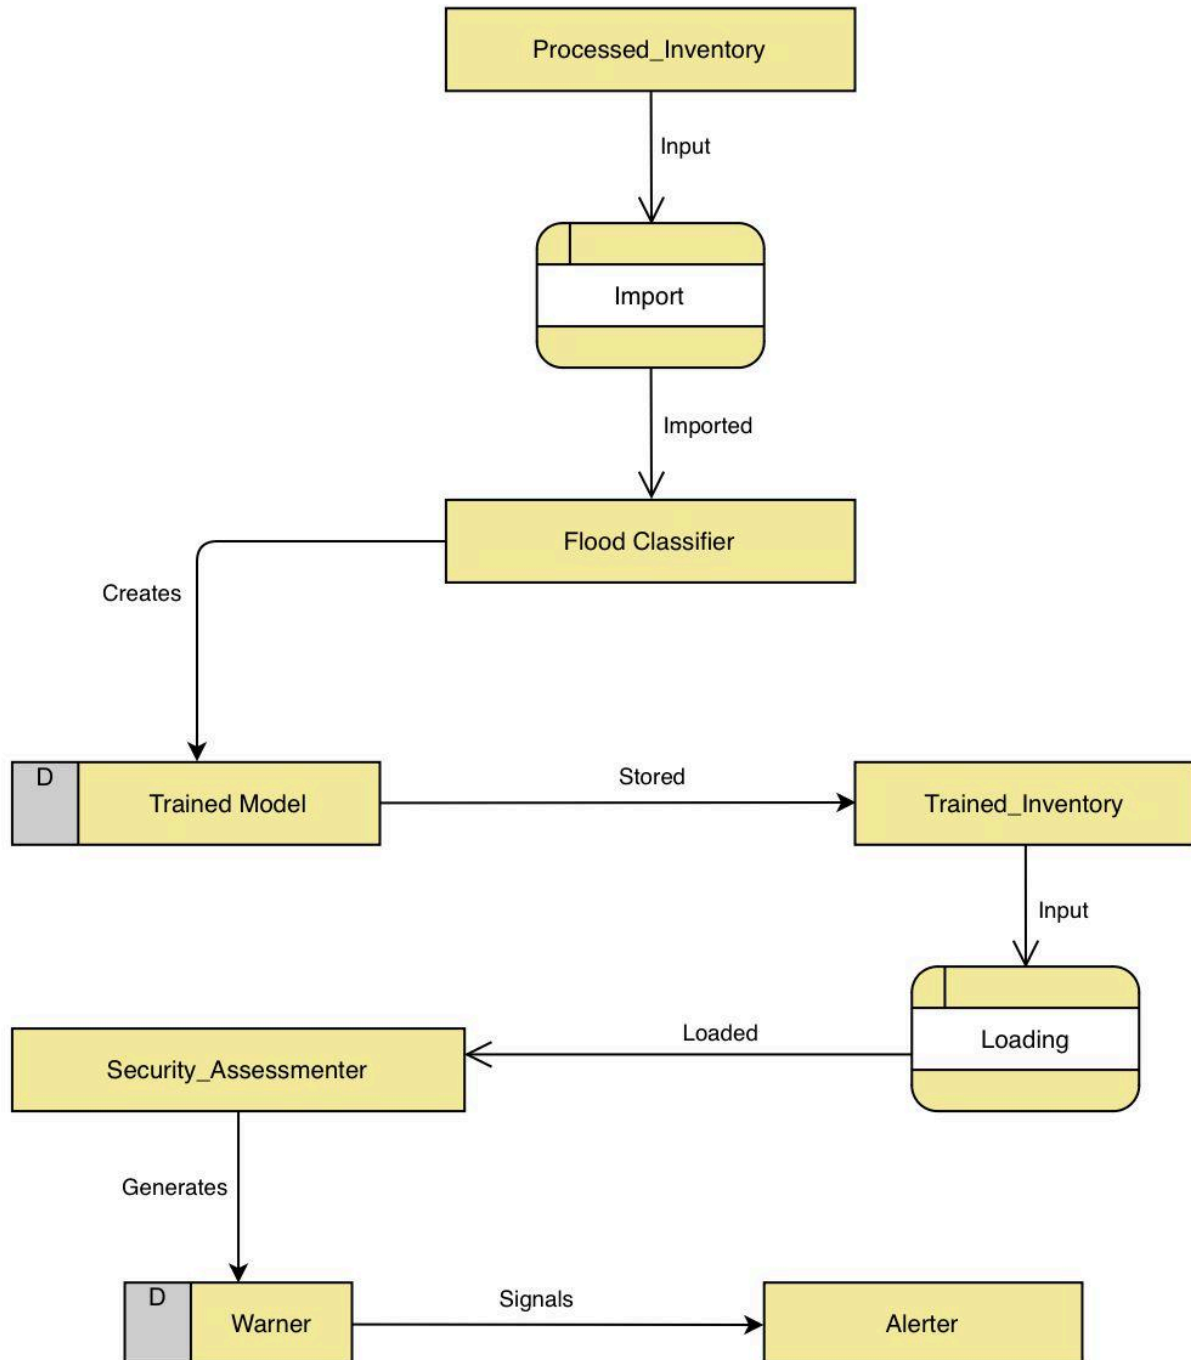 Processed_Inventory
Input
Import
Imported
Flood Classifier
Creates
D
Trained Model
Stored
Trained_Inventory
Input
Loading
Loaded
Security_Assessmenter
Generates
D
Warner
Signals
Alerter